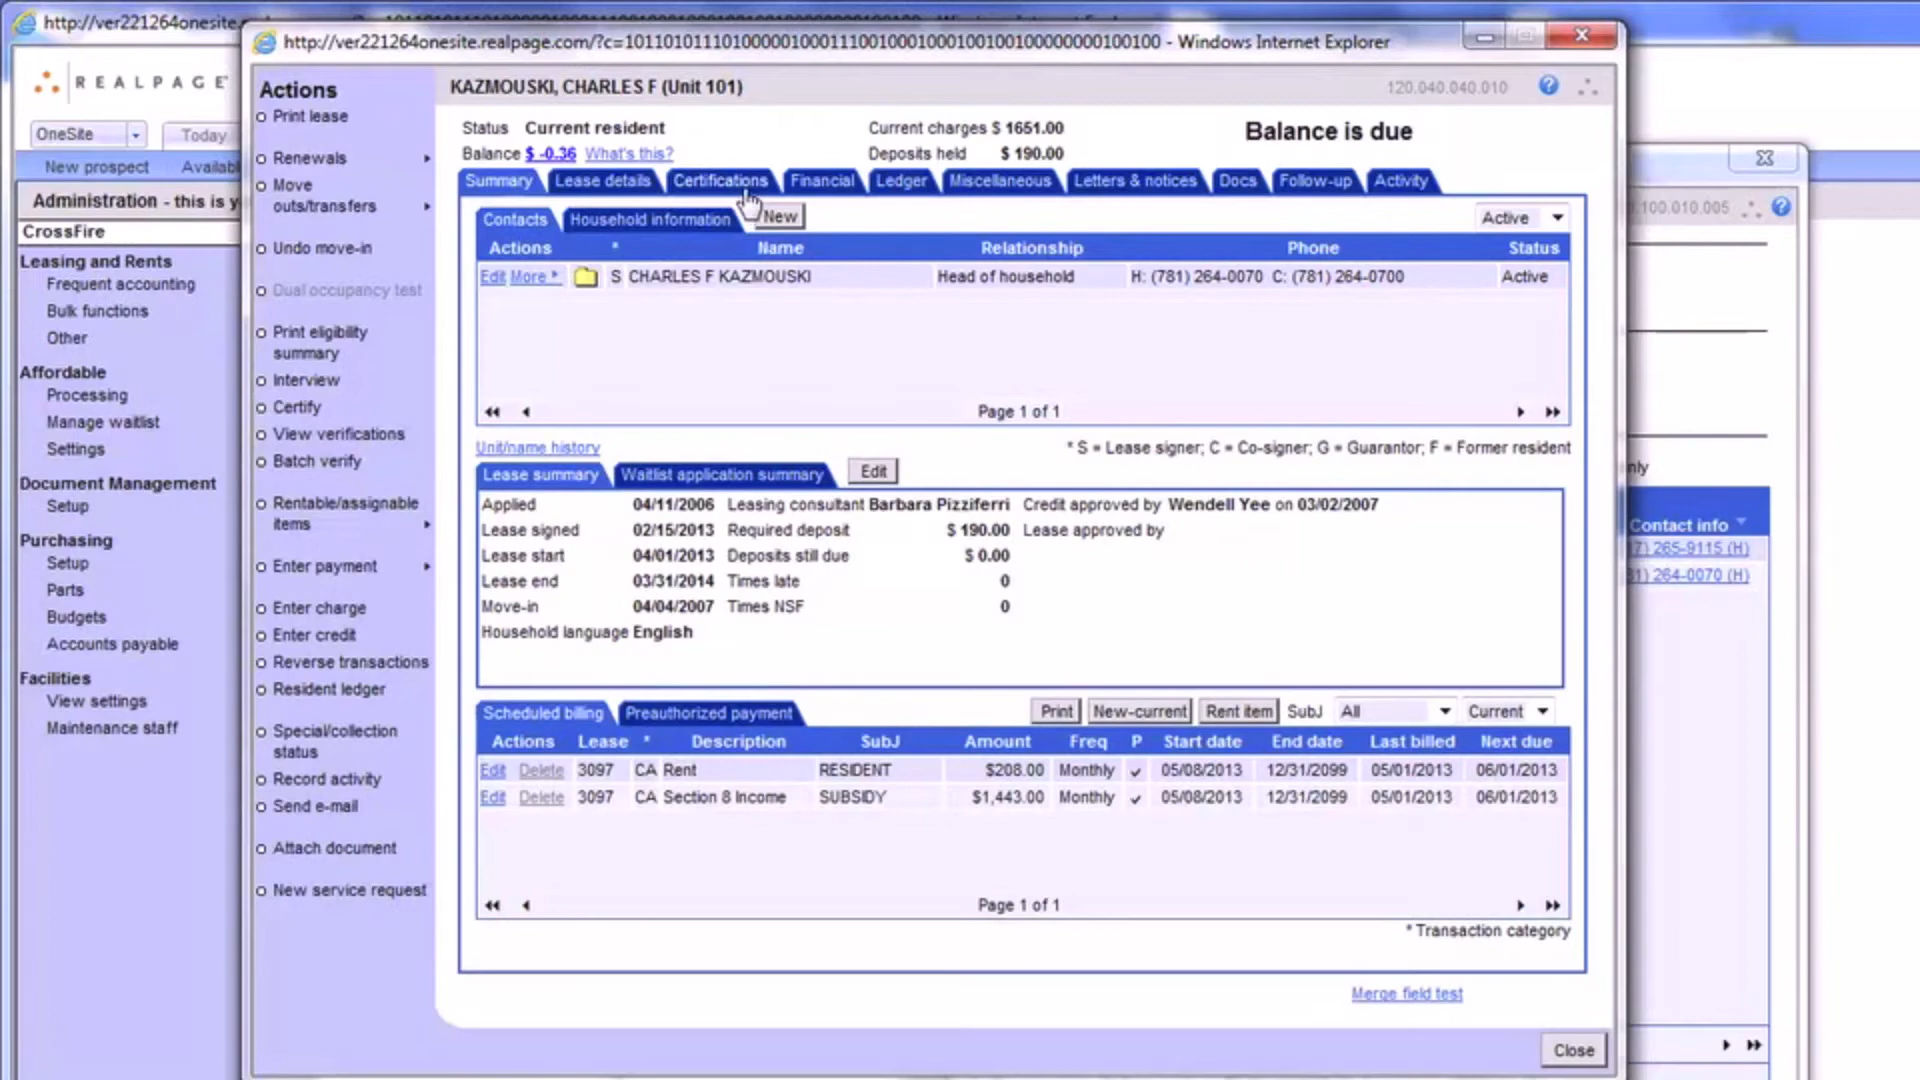 http://ver221264onesite.re
http://ver221264onesite.realpage.com/?c=1011010111010000010001110010001000100100100000000100100 - Windows Internet Explorer
REALPAGE
OneSite
Today
New prospect Availabl
Administration - this is y
CrossFire
Leasing and Rents
Frequent accounting
Bulk functions
Other
Affordable
Processing
Manage waitlist
Settings
Document Management
Setup
Purchasing
Setup
Parts
Budgets
Accounts payable
Facilities
View settings
Maintenance staff
Actions
Print lease
Renewals
Move
outs/transfers
Undo move-in
Dual occupancy test
Print eligibility
summary
Interview
Certify
View verifications
Batch verify
Rentable/assignable
items
Enter payment
Enter charge
Enter credit
Reverse transactions
Resident ledger
Special/collection
status
Record activity
Send e-mail
Attach document
New service request
KAZMOUSKI, CHARLES F (Unit 101) 120.040.040.010 ?
Status Current resident Current charges $ 1651.00 Balance is due
Balance $ -0.36 What's this? Deposits held $ 190.00
Summary Lease details Certifications Financial Ledger Miscellaneous Letters & notices Docs Follow-up Activity
Contacts Household information New Active
Actions * Name Relationship Phone Status
Edit More * S CHARLES F KAZMOUSKI Head of household H: (781) 264-0070 C: (781) 264-0700 Active
Page 1 of 1
Unit/name history * S = Lease signer; C = Co-signer; G = Guarantor; F = Former resident
Lease summary Waitlist application summary Edit
Applied 04/11/2006 Leasing consultant Barbara Pizziferri Credit approved by Wendell Yee on 03/02/2007
Lease signed 02/15/2013 Required deposit $ 190.00 Lease approved by
Lease start 04/01/2013 Deposits still due $ 0.00
Lease end 03/31/2014 Times late 0
Move-in 04/04/2007 Times NSF 0
Household language English
Scheduled billing Preauthorized payment Print New-current Rent item SubJ All Current
Actions Lease * Description SubJ Amount Freq P Start date End date Last billed Next due
Edit Delete 3097 CA Rent RESIDENT $208.00 Monthly ✓ 05/08/2013 12/31/2099 05/01/2013 06/01/2013
Edit Delete 3097 CA Section 8 Income SUBSIDY $1,443.00 Monthly ✓ 05/08/2013 12/31/2099 05/01/2013 06/01/2013
Page 1 of 1
* Transaction category
Merge field test
Close
.100.010.005 ?
nly
Contact info
7) 265-9115 (H)
31) 264-0070 (H)